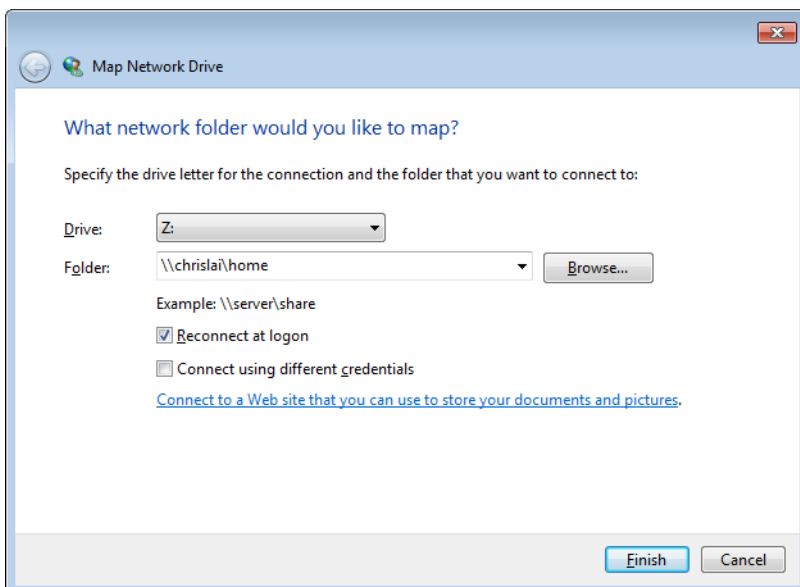 Map Network Drive
What network folder would you like to map?
Specify the drive letter for the connection and the folder that you want to connect to:
Drive: Z:
Folder: \\chrislai\home Browse...
Example: \\server\share
Reconnect at logon
Connect using different credentials
Connect to a Web site that you can use to store your documents and pictures.
Finish Cancel